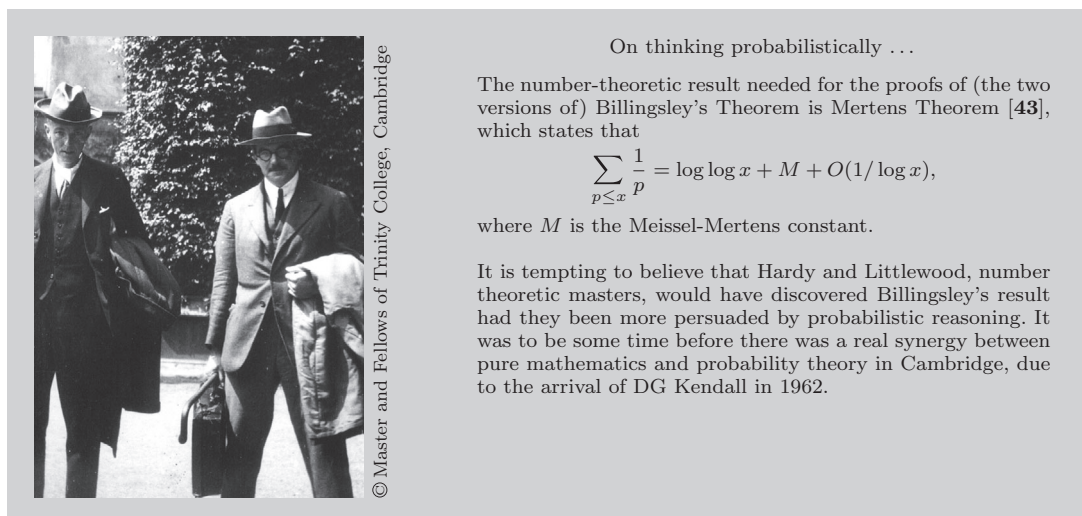 © Master and Fellows of Trinity College, Cambridge
On thinking probabilistically ...
The number-theoretic result needed for the proofs of (the two
versions of) Billingsley's Theorem is Mertens Theorem [43],
which states that
∑_{p≤x} 1/p = log log x + M + O(1/ log x),
where M is the Meissel-Mertens constant.
It is tempting to believe that Hardy and Littlewood, number
theoretic masters, would have discovered Billingsley's result
had they been more persuaded by probabilistic reasoning. It
was to be some time before there was a real synergy between
pure mathematics and probability theory in Cambridge, due
to the arrival of DG Kendall in 1962.